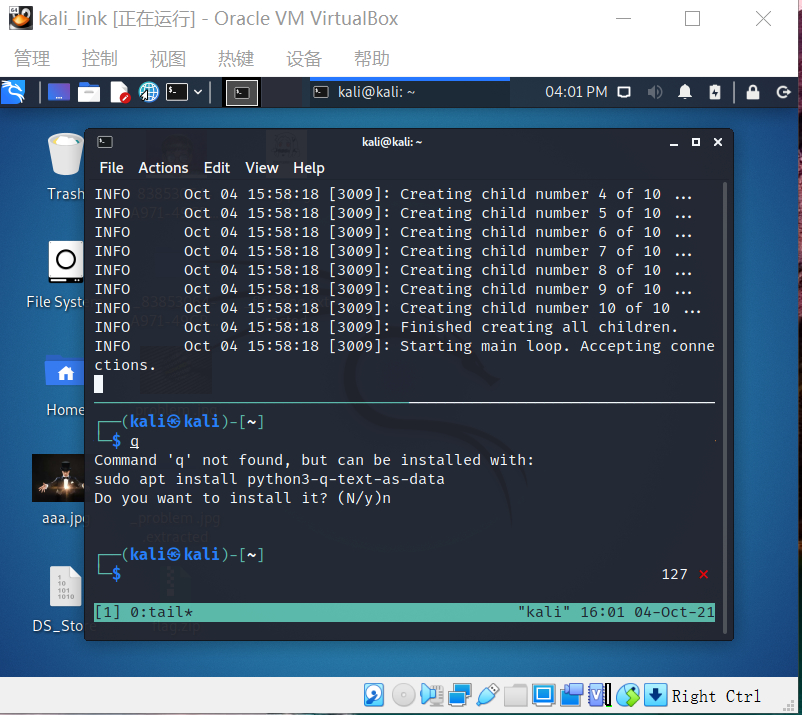 kali_link [正在运行] - Oracle VM VirtualBox
管理 控制 视图 热键 设备 帮助
kali@kali: ~ 04:01 PM
kali@kali:~
File Actions Edit View Help
INFO Oct 04 15:58:18 [3009]: Creating child number 4 of 10 ...
INFO Oct 04 15:58:18 [3009]: Creating child number 5 of 10 ...
INFO Oct 04 15:58:18 [3009]: Creating child number 6 of 10 ...
INFO Oct 04 15:58:18 [3009]: Creating child number 7 of 10 ...
INFO Oct 04 15:58:18 [3009]: Creating child number 8 of 10 ...
INFO Oct 04 15:58:18 [3009]: Creating child number 9 of 10 ...
INFO Oct 04 15:58:18 [3009]: Creating child number 10 of 10 ...
INFO Oct 04 15:58:18 [3009]: Finished creating all children.
INFO Oct 04 15:58:18 [3009]: Starting main loop. Accepting conne
ctions.
┌──(kali㉿kali)-[~]
└─$ q
Command 'q' not found, but can be installed with:
sudo apt install python3-q-text-as-data
Do you want to install it? (N/y)n
┌──(kali㉿kali)-[~]
└─$ 127 ×
[1] 0:tail* "kali" 16:01 04-Oct-21
Trash
File Syst
Home
aaa.jpg
DS_Sto
Right Ctrl